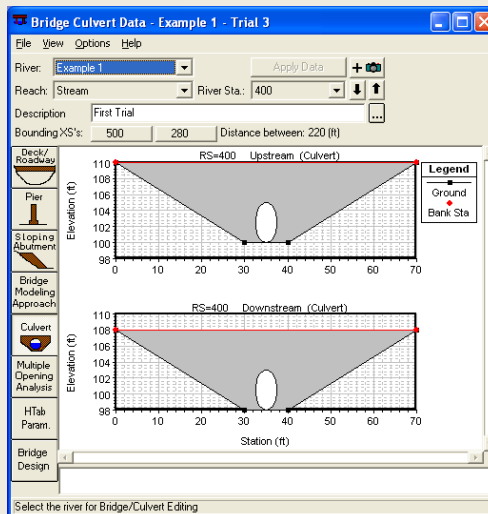 Bridge Culvert Data - Example 1 - Trial 3
File View Options Help
River: Example 1 Apply Data +
Reach: Stream River Sta.: 400
Description First Trial ...
Bounding XS's: 500 280 Distance between: 220 (ft)
Deck/
Roadway
Pier
Sloping
Abutment
Bridge
Modeling
Approach
Culvert
Multiple
Opening
Analysis
HTab
Param.
Bridge
Design
RS=400 Upstream (Culvert)
Elevation (ft)
110
108
106
104
102
100
98
0 10 20 30 40 50 60 70
Legend
Ground
Bank Sta
RS=400 Downstream (Culvert)
Elevation (ft)
110
108
106
104
102
100
98
0 10 20 30 40 50 60 70
Station (ft)
Select the river for Bridge/Culvert Editing